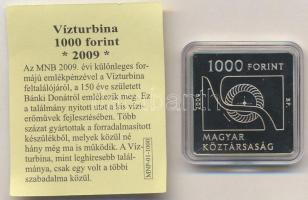 Vízturbina
1000 forint
* 2009 *
Az MNB 2009. évi különleges for-
májú emlékpénzével a Vízturbina
feltalálójáról, a 150 éve született
Bánki Donátról emlékezik meg. Ez
a találmány nyitott utat a kis vízi-
erőművek fejlesztésében. Több
százat gyártottak a forradalmasított
készülékből, melyek közül né
hány még ma is működik. A Víz-
turbina, mint leghíresebb talál-
mánya, csak egy volt a többi
szabadalma közül.
MNP-01-1000
1000 FORINT
2009
BP.
MAGYAR
KÖZTÁRSASÁG